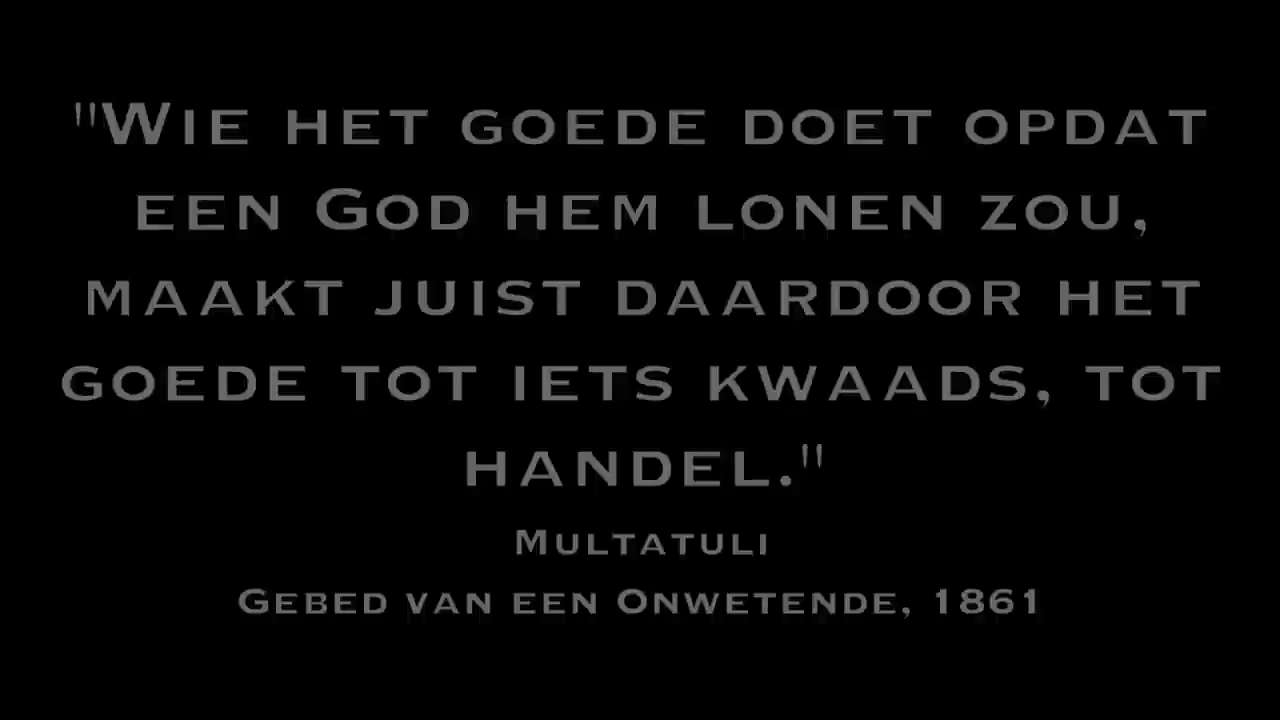 "Wie het goede doet opdat
een God hem lonen zou,
maakt juist daardoor het
goede tot iets kwaads, tot
handel."
Multatuli
Gebed van een Onwetende, 1861